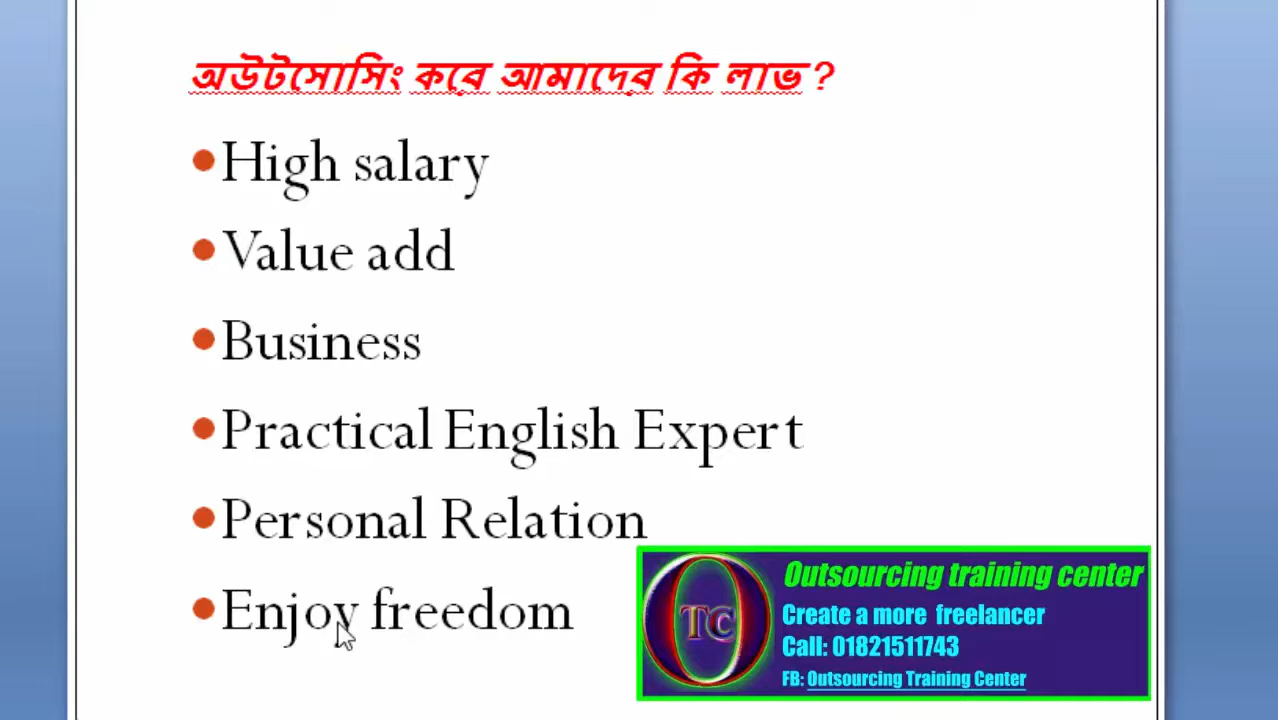 অউটসোসিং করে আমাদের কি লাভ ?
•High salary
•Value add
•Business
•Practical English Expert
•Personal Relation
•Enjoy freedom
OTC
Outsourcing training center
Create a more freelancer
Call: 01821511743
FB: Outsourcing Training Center